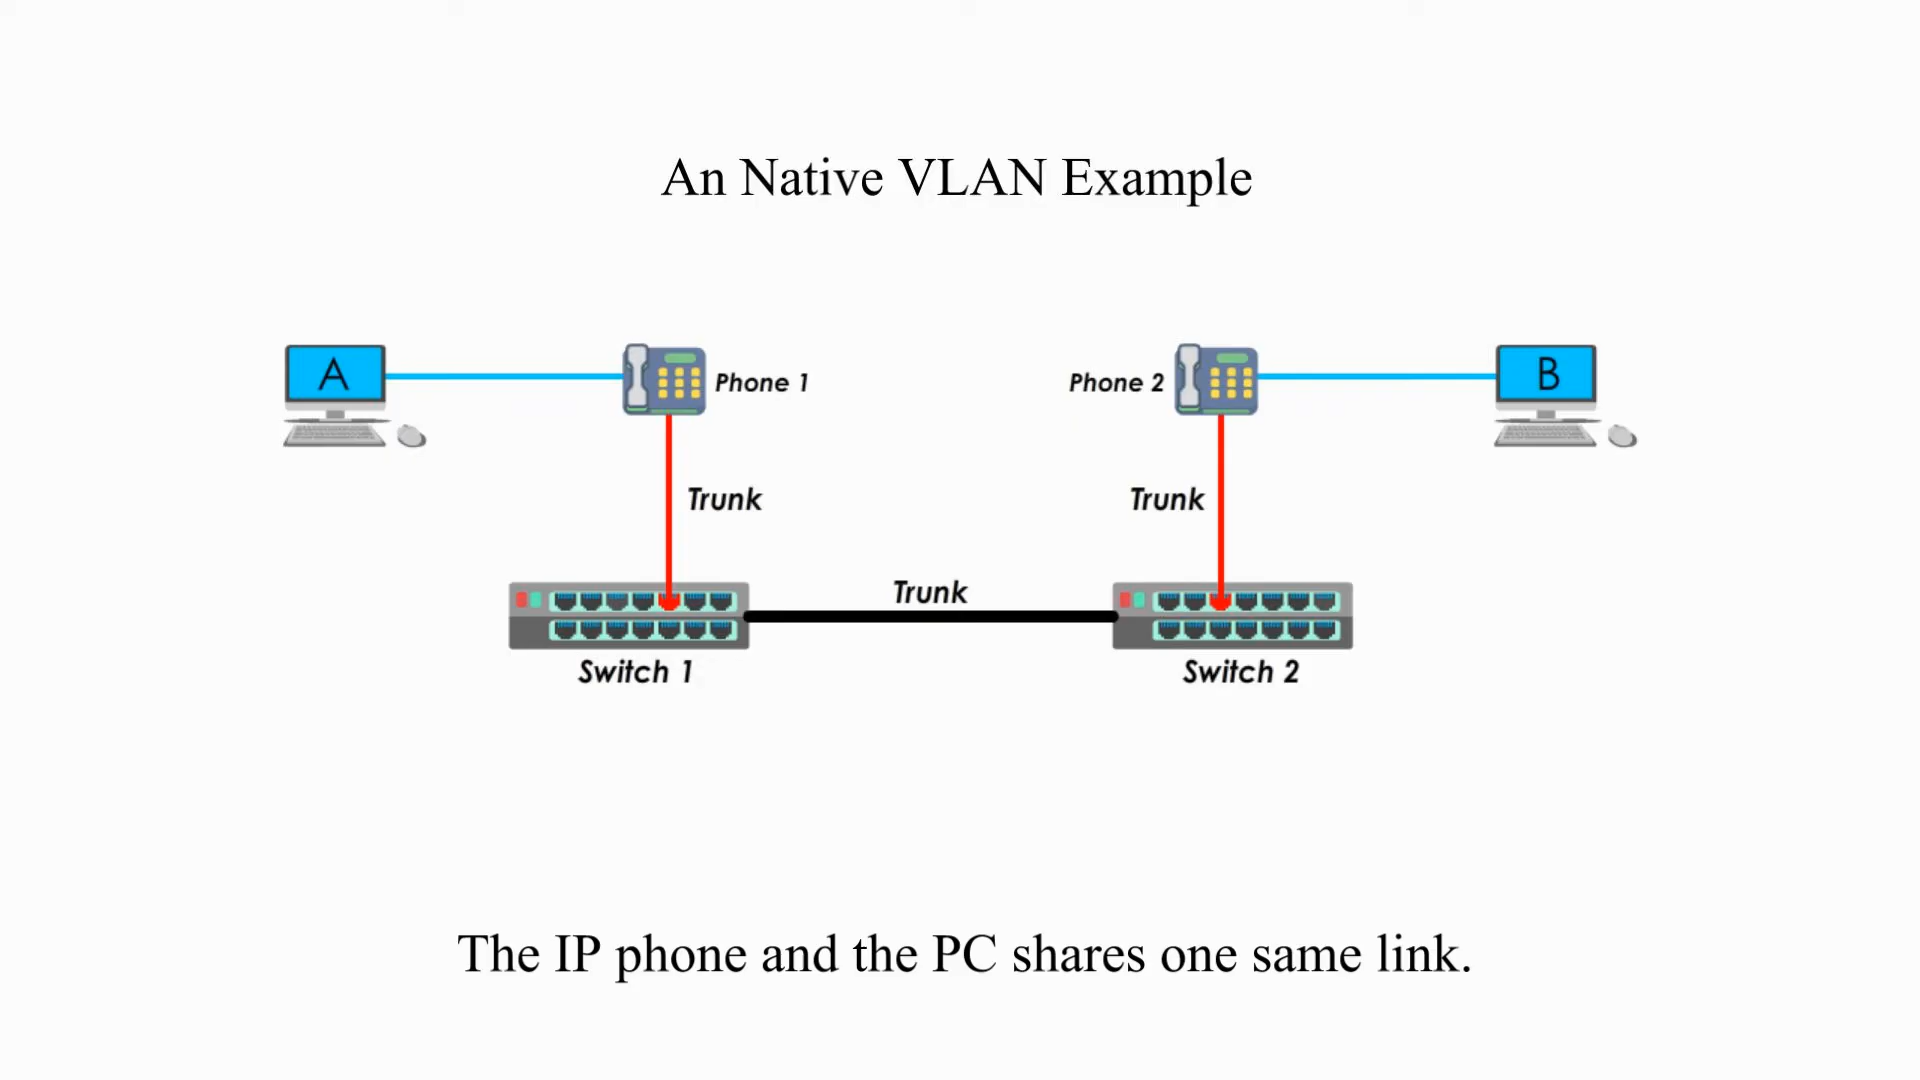 An Native VLAN Example
A
Phone 1
Phone 2
B
Trunk
Trunk
Trunk
Switch 1
Switch 2
The IP phone and the PC shares one same link.